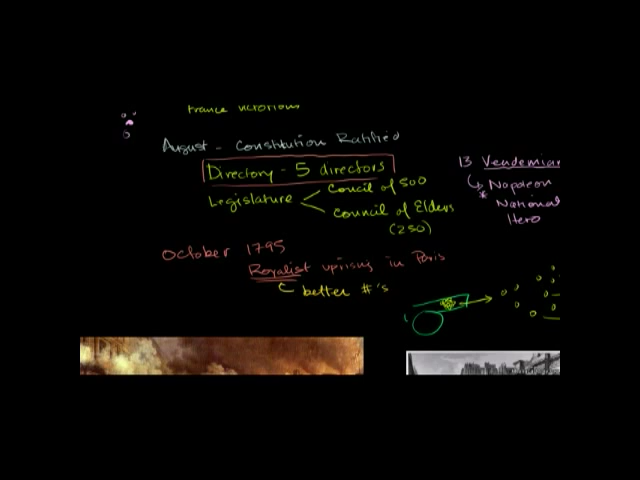 France victorious
August - Constitution Ratified
Directory - 5 directors
Legislature
Council of 500
Council of Elders
(250)
13 Vendemiar
Napoleon
* National
Hero
October 1795
Royalist uprising in Paris
better #'s